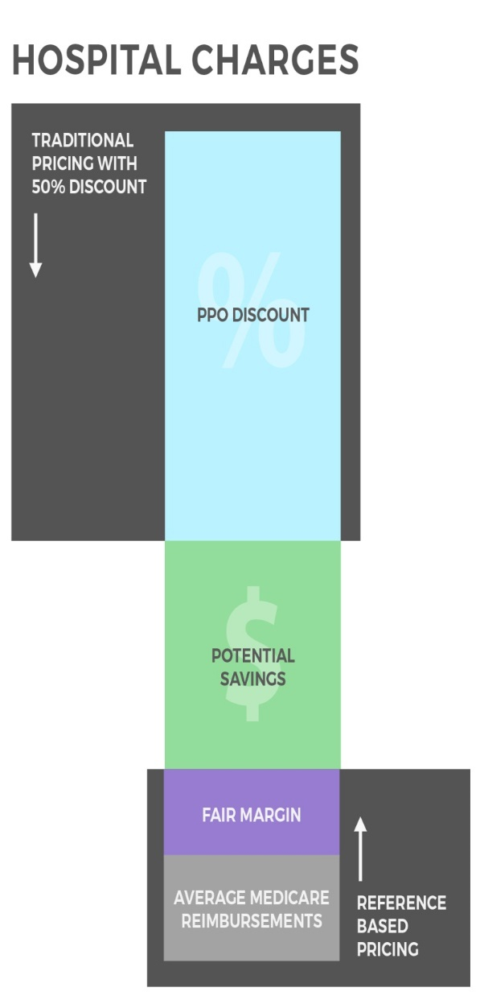 HOSPITAL CHARGES
TRADITIONAL
PRICING WITH
50% DISCOUNT
%
PPO DISCOUNT
$
POTENTIAL
SAVINGS
FAIR MARGIN
AVERAGE MEDICARE
REIMBURSEMENTS
REFERENCE
BASED
PRICING